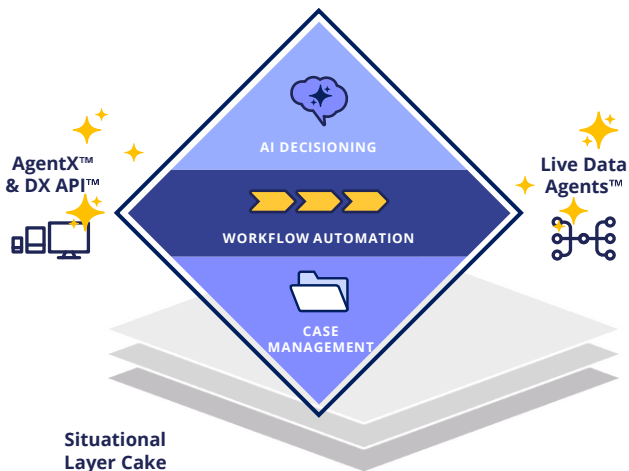 AI DECISIONING
AgentX™
& DX API™
Live Data
Agents™
WORKFLOW AUTOMATION
CASE
MANAGEMENT
Situational
Layer Cake